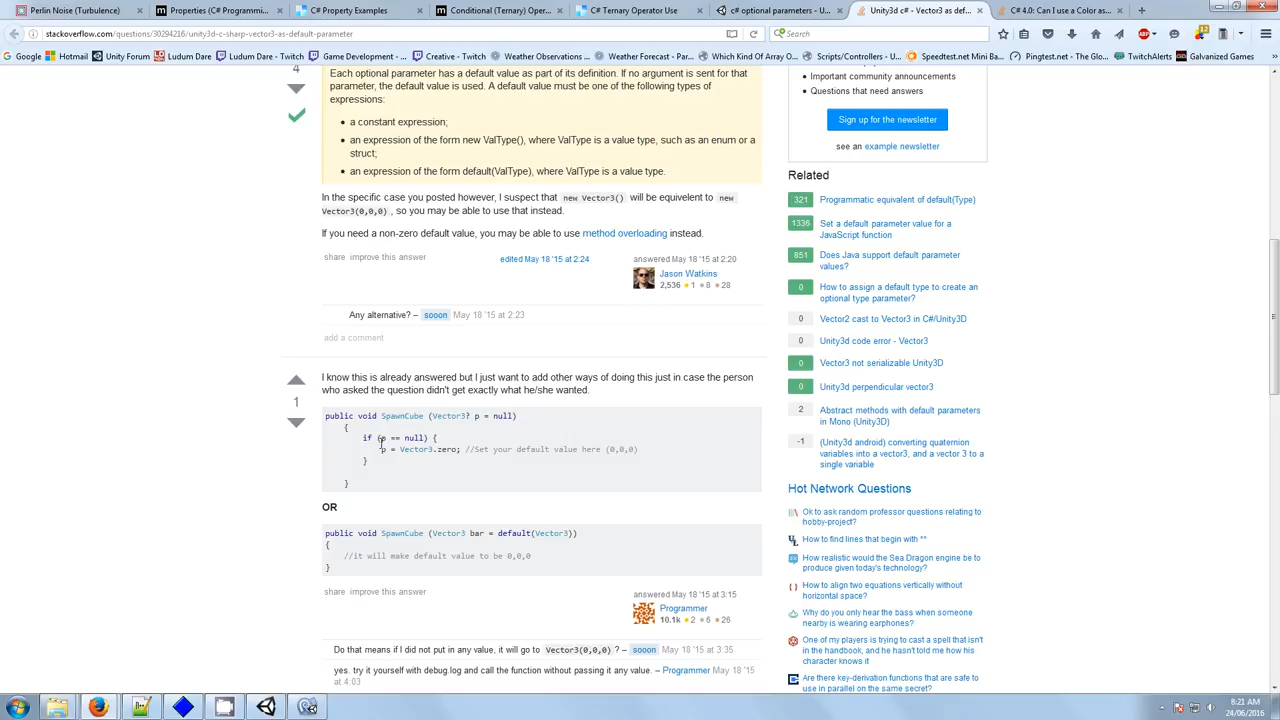 Perlin Noise (Turbulence)
C# (MonoGame) C# Programmi...
C# Property Examples
Conditional (Ternary) Oper...
C# Ternary Operator Use
c# optional parameters - U...
Unity3d c# - Vector3 as def...
C# 4.0: Can I use a Color as...
stackoverflow.com/questions/30294216/unity3d-c-sharp-vector3-as-default-parameter
Search
ABP
12
Google Hotmail Unity Forum Ludum Dare Ludum Dare - Twitch GameDev - Twitch Creative - Twitch Weather Observations ... Weather Forecast - Par... Which Kind Of Array O... Scripts/Controllers - U... Speedtest.net Mini Ba... Pingtest.net - The Glo... TwitchAlerts Galvanized Games
4
Each optional parameter has a default value as part of its definition. If no argument is sent for that
parameter, the default value is used. A default value must be one of the following types of
expressions:
• a constant expression;
• an expression of the form new ValType(), where ValType is a value type, such as an enum or a
struct;
• an expression of the form default(ValType), where ValType is a value type.
In the specific case you posted however, I suspect that new Vector3() will be equivelent to new
Vector3(0,0,0) , so you may be able to use that instead.
If you need a non-zero default value, you may be able to use method overloading instead.
share improve this answer
edited May 18 '15 at 2:24
answered May 18 '15 at 2:20
Jason Watkins
2,536 1 8 28
Any alternative? – sooon May 18 '15 at 2:23
add a comment
1
I know this is already answered but I just want to add other ways of doing this just in case the person
who asked the question didn't get exactly what he/she wanted.
public void SpawnCube (Vector3? p = null)
{
if (p == null) {
p = Vector3.zero; //Set your default value here (0,0,0)
}
}
OR
public void SpawnCube (Vector3 bar = default(Vector3))
{
//it will make default value to be 0,0,0
}
share improve this answer
answered May 18 '15 at 3:15
Programmer
10.1k 2 6 26
Do that means if I did not put in any value, it will go to Vector3(0,0,0) ? – sooon May 18 '15 at 3:35
yes. try it yourself with debug.log and call the function without passing it any value. – Programmer May 18 '15
at 4:03
• Important community announcements
• Questions that need answers
Sign up for the newsletter
see an example newsletter
Related
321 Programmatic equivalent of default(Type)
1336 Set a default parameter value for a
JavaScript function
851 Does Java support default parameter
values?
0 How to assign a default type to create an
optional type parameter?
0 Vector2 cast to Vector3 in C#/Unity3D
0 Unity3d code error - Vector3
0 Vector3 not serializable Unity3D
0 Unity3d perpendicular vector3
2 Abstract methods with default parameters
in Mono (Unity3D)
-1 (Unity3d android) converting quaternion
variables into a vector3, and a vector 3 to a
single variable
Hot Network Questions
Ok to ask random professor questions relating to
hobby-project?
How to find lines that begin with **
How realistic would the Sea Dragon engine be to
produce given today's technology?
How to align two equations vertically without
horizontal space?
Why do you only hear the bass when someone
nearby is wearing earphones?
One of my players is trying to cast a spell that isn't
in the handbook, and he hasn't told me how his
character knows it
Are there key-derivation functions that are safe to
use in parallel on the same secret?
8:21 AM
24/06/2016